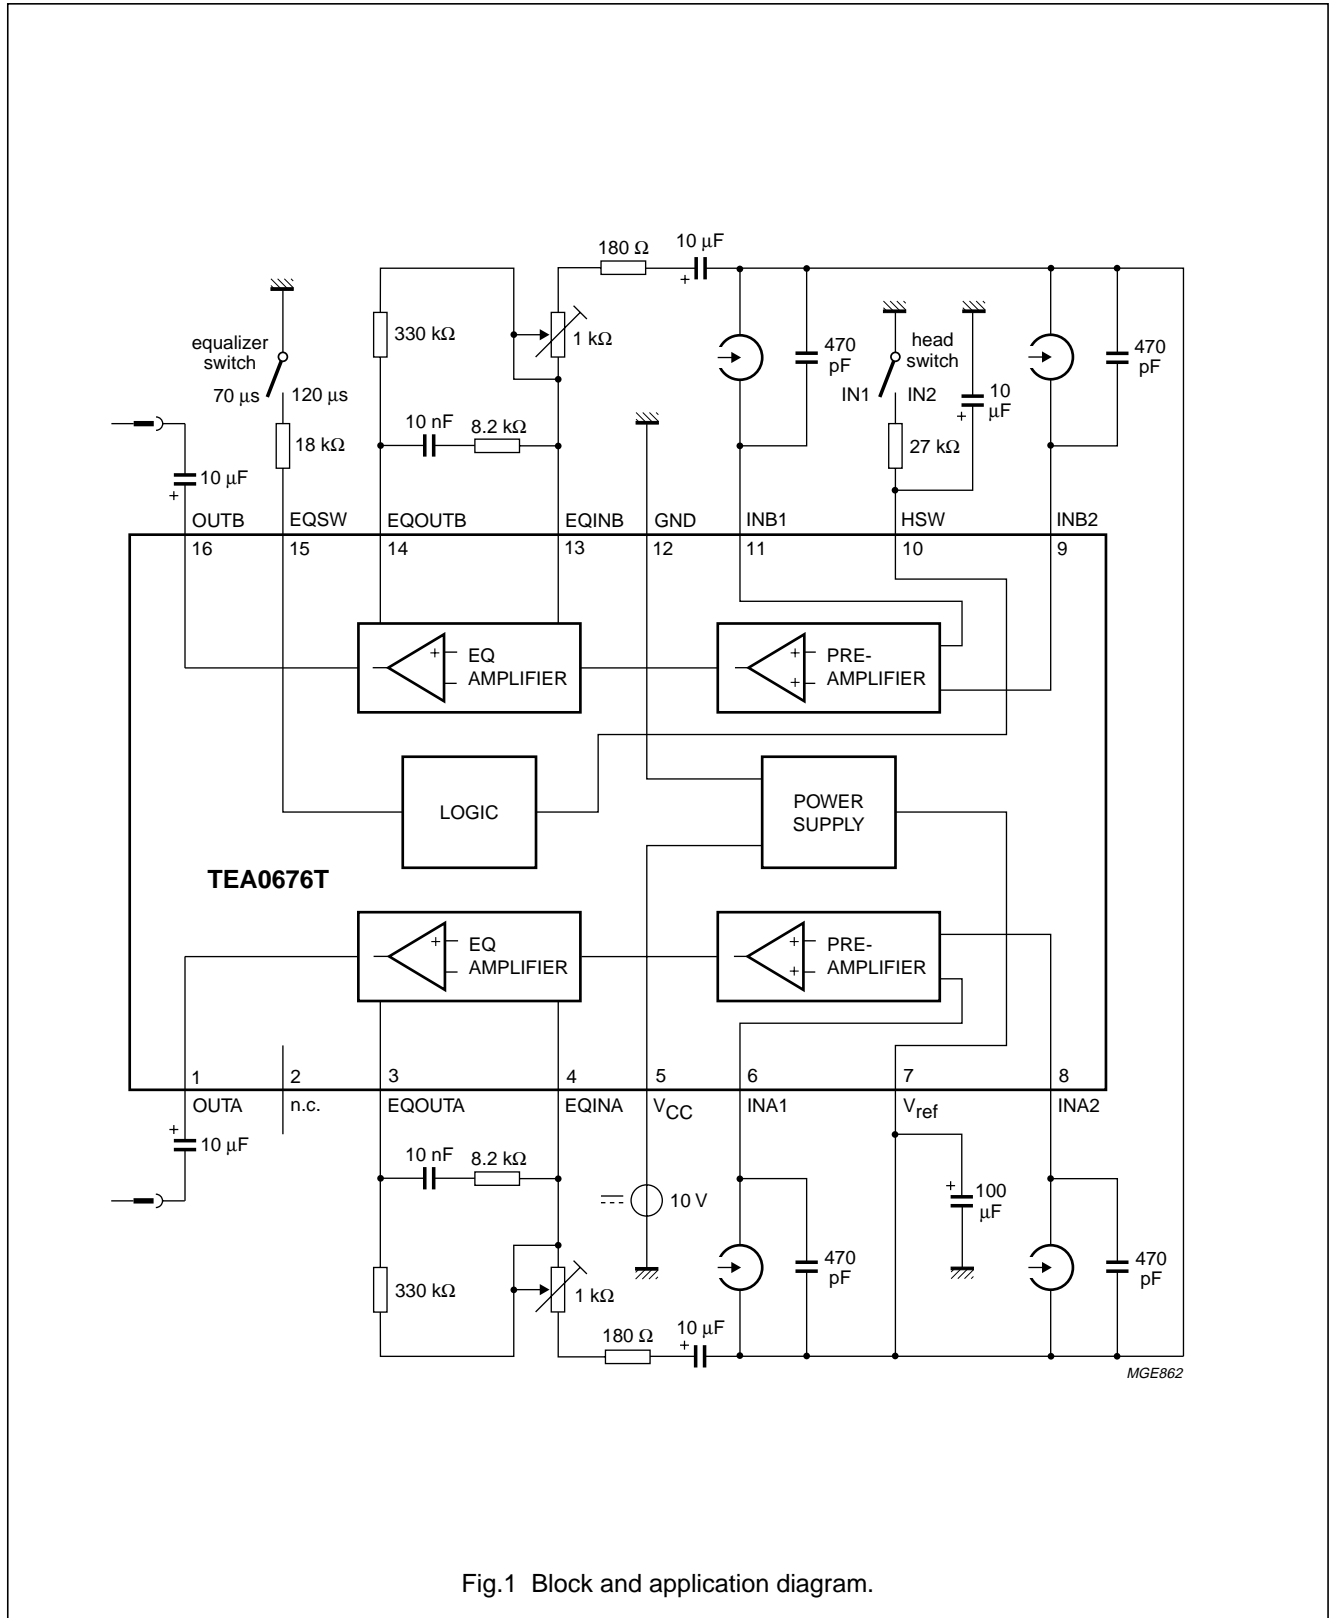 180 Ω
10 μF
+
330 kΩ
1 kΩ
equalizer
switch
70 μs
120 μs
470
pF
head
switch
IN1
IN2
10
μF
+
470
pF
10 nF
8.2 kΩ
18 kΩ
27 kΩ
10 μF
+
OUTB
EQSW
EQOUTB
EQINB
GND
INB1
HSW
INB2
16
15
14
13
12
11
10
9
+
EQ
AMPLIFIER
+
+
PRE-
AMPLIFIER
LOGIC
POWER
SUPPLY
TEA0676T
+
EQ
AMPLIFIER
+
+
PRE-
AMPLIFIER
1
2
3
4
5
6
7
8
OUTA
n.c.
EQOUTA
EQINA
VCC
INA1
Vref
INA2
+
10 μF
10 nF
8.2 kΩ
10 V
+
100
μF
330 kΩ
1 kΩ
470
pF
470
pF
180 Ω
10 μF
+
MGE862
Fig.1 Block and application diagram.